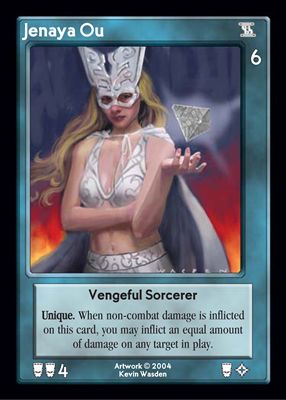 Jenaya Ou
6
WASDEN
Vengeful Sorcerer
Unique. When non-combat damage is inflicted
on this card, you may inflict an equal amount
of damage on any target in play.
4
Artwork © 2004
Kevin Wasden